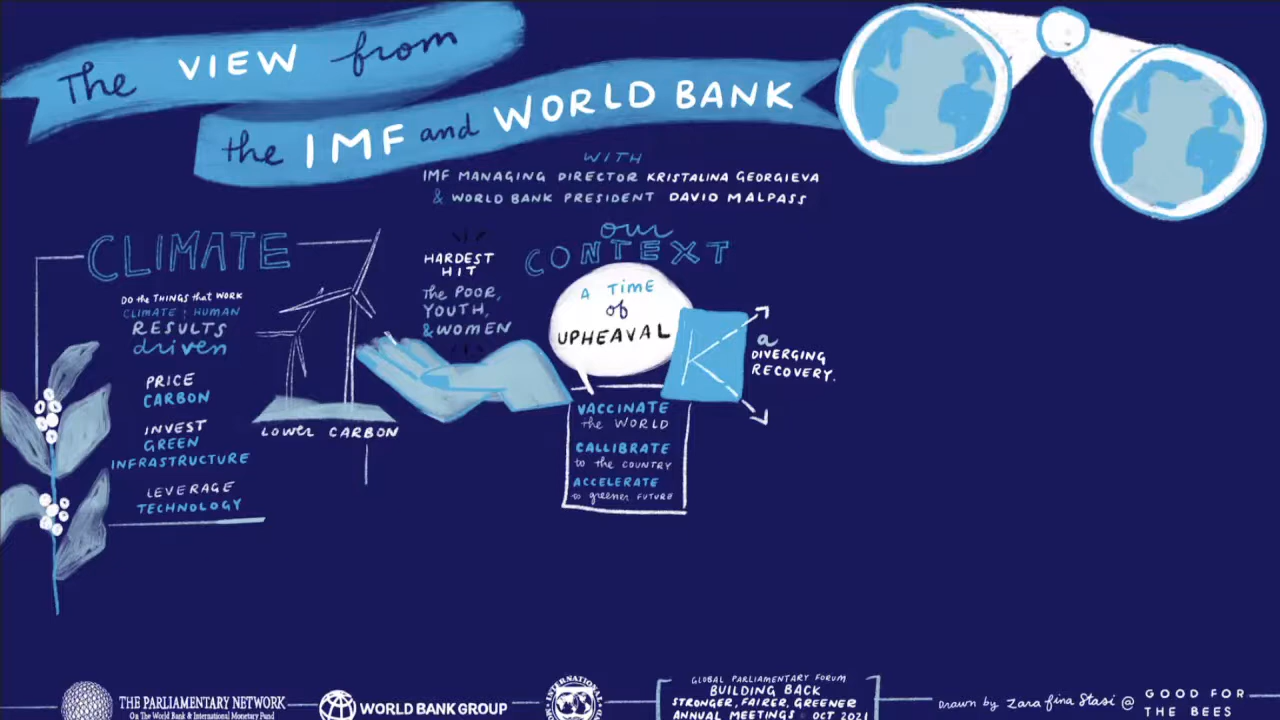 The VIEW from
the IMF and WORLD BANK
WITH
IMF MANAGING DIRECTOR KRISTALINA GEORGIEVA
& WORLD BANK PRESIDENT DAVID MALPASS
CLIMATE
DO the THINGS that WORK
CLIMATE HUMAN
RESULTS
driven
PRICE
CARBON
INVEST
GREEN
INFRASTRUCTURE
LEVERAGE
TECHNOLOGY
LOWER CARBON
HARDEST
HIT
The POOR,
YOUTH,
& WOMEN
our
CONTEXT
A TIME
of
UPHEAVAL
K
a
DIVERGING
RECOVERY.
VACCINATE
the WORLD
CALLIBRATE
to the COUNTRY
ACCELERATE
to greener FUTURE
THE PARLIAMENTARY NETWORK
On The World Bank & International Monetary Fund
WORLD BANK GROUP
INTERNATIONAL
GLOBAL PARLIAMENTARY FORUM
BUILDING BACK
STRONGER, FAIRER, GREENER
ANNUAL MEETINGS OCT 2021
drawn by Zara fina Stasi @
GOOD FOR
THE BEES